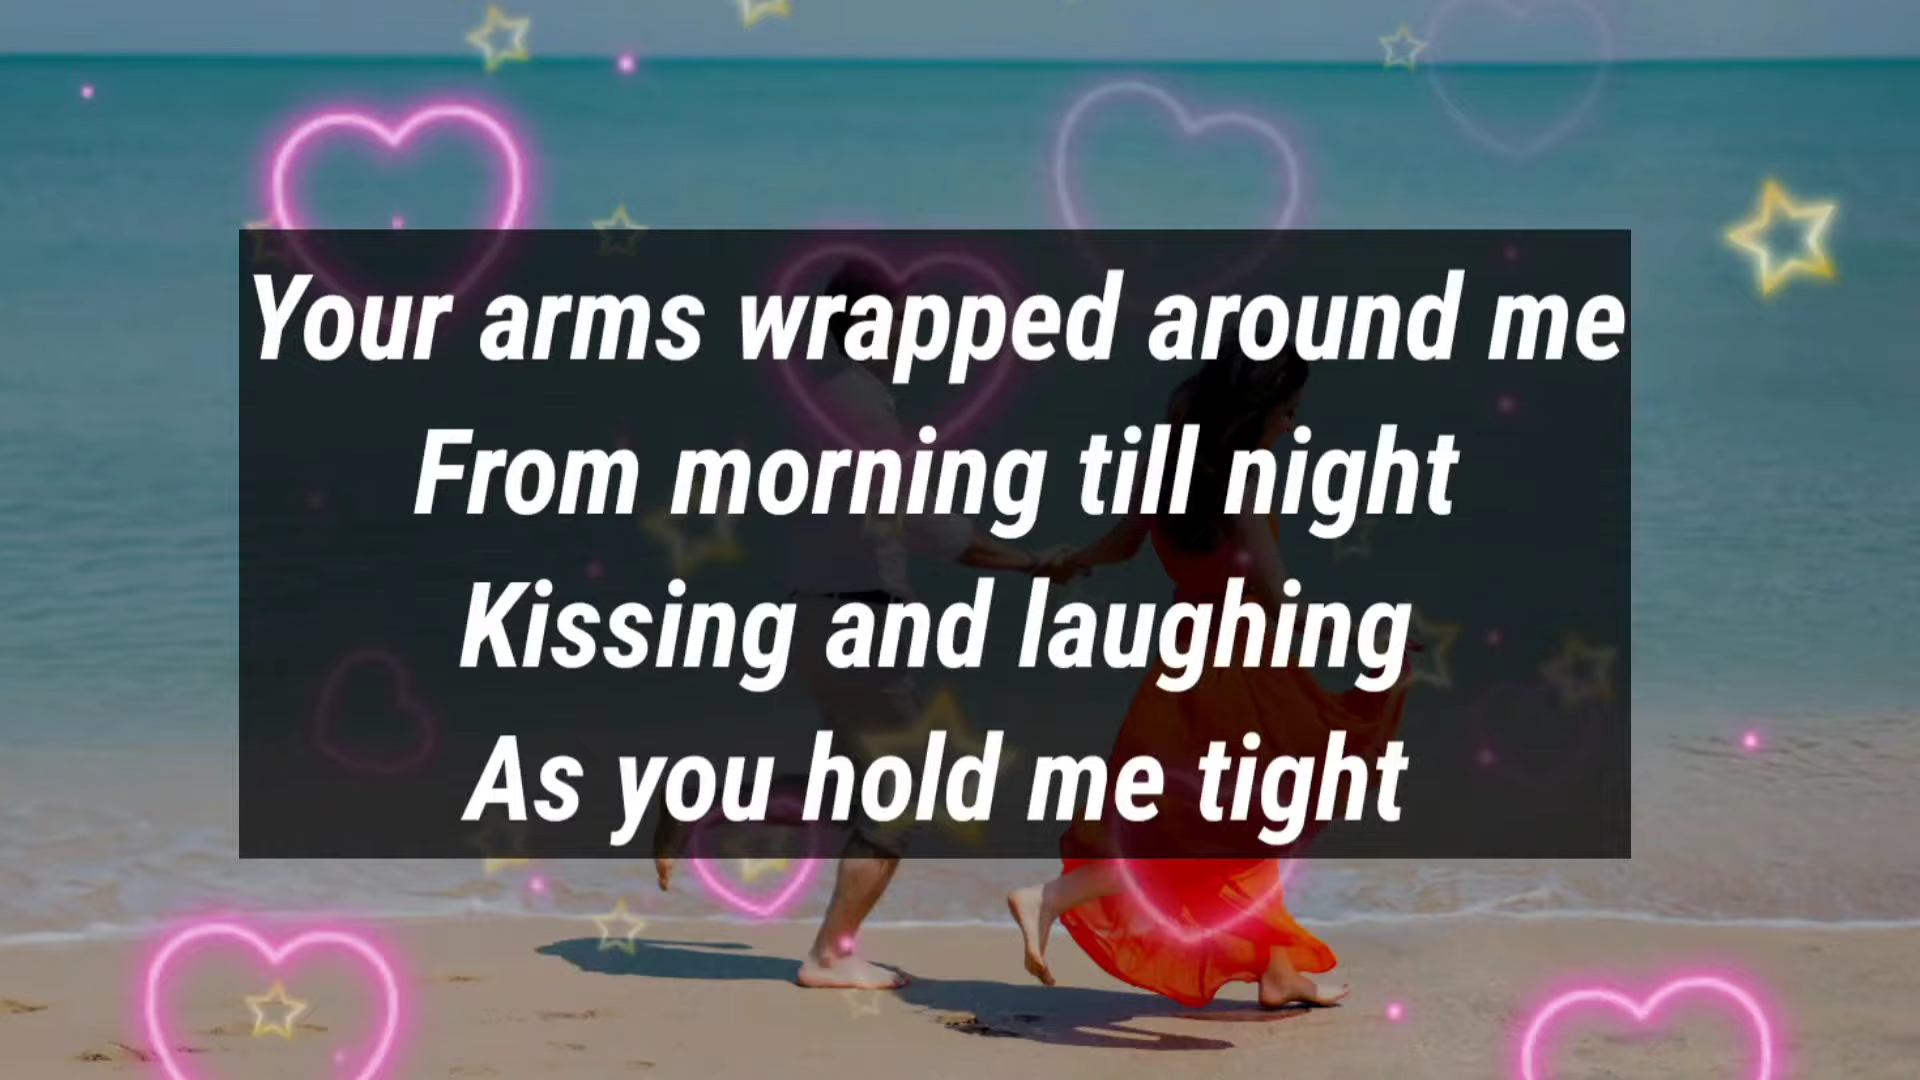 Your arms wrapped around me
From morning till night
Kissing and laughing
As you hold me tight